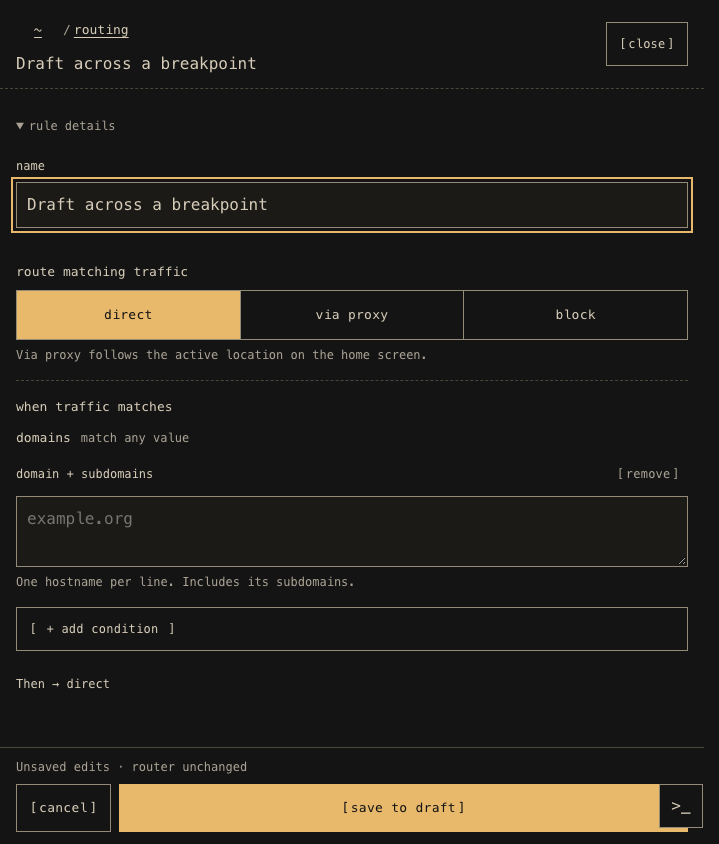 ~ / routing
[close]
Draft across a breakpoint
▼ rule details
name
Draft across a breakpoint
route matching traffic
direct
via proxy
block
Via proxy follows the active location on the home screen.
when traffic matches
domains match any value
domain + subdomains
[remove]
example.org
One hostname per line. Includes its subdomains.
[ + add condition ]
Then → direct
Unsaved edits · router unchanged
[cancel]
[save to draft]
>_